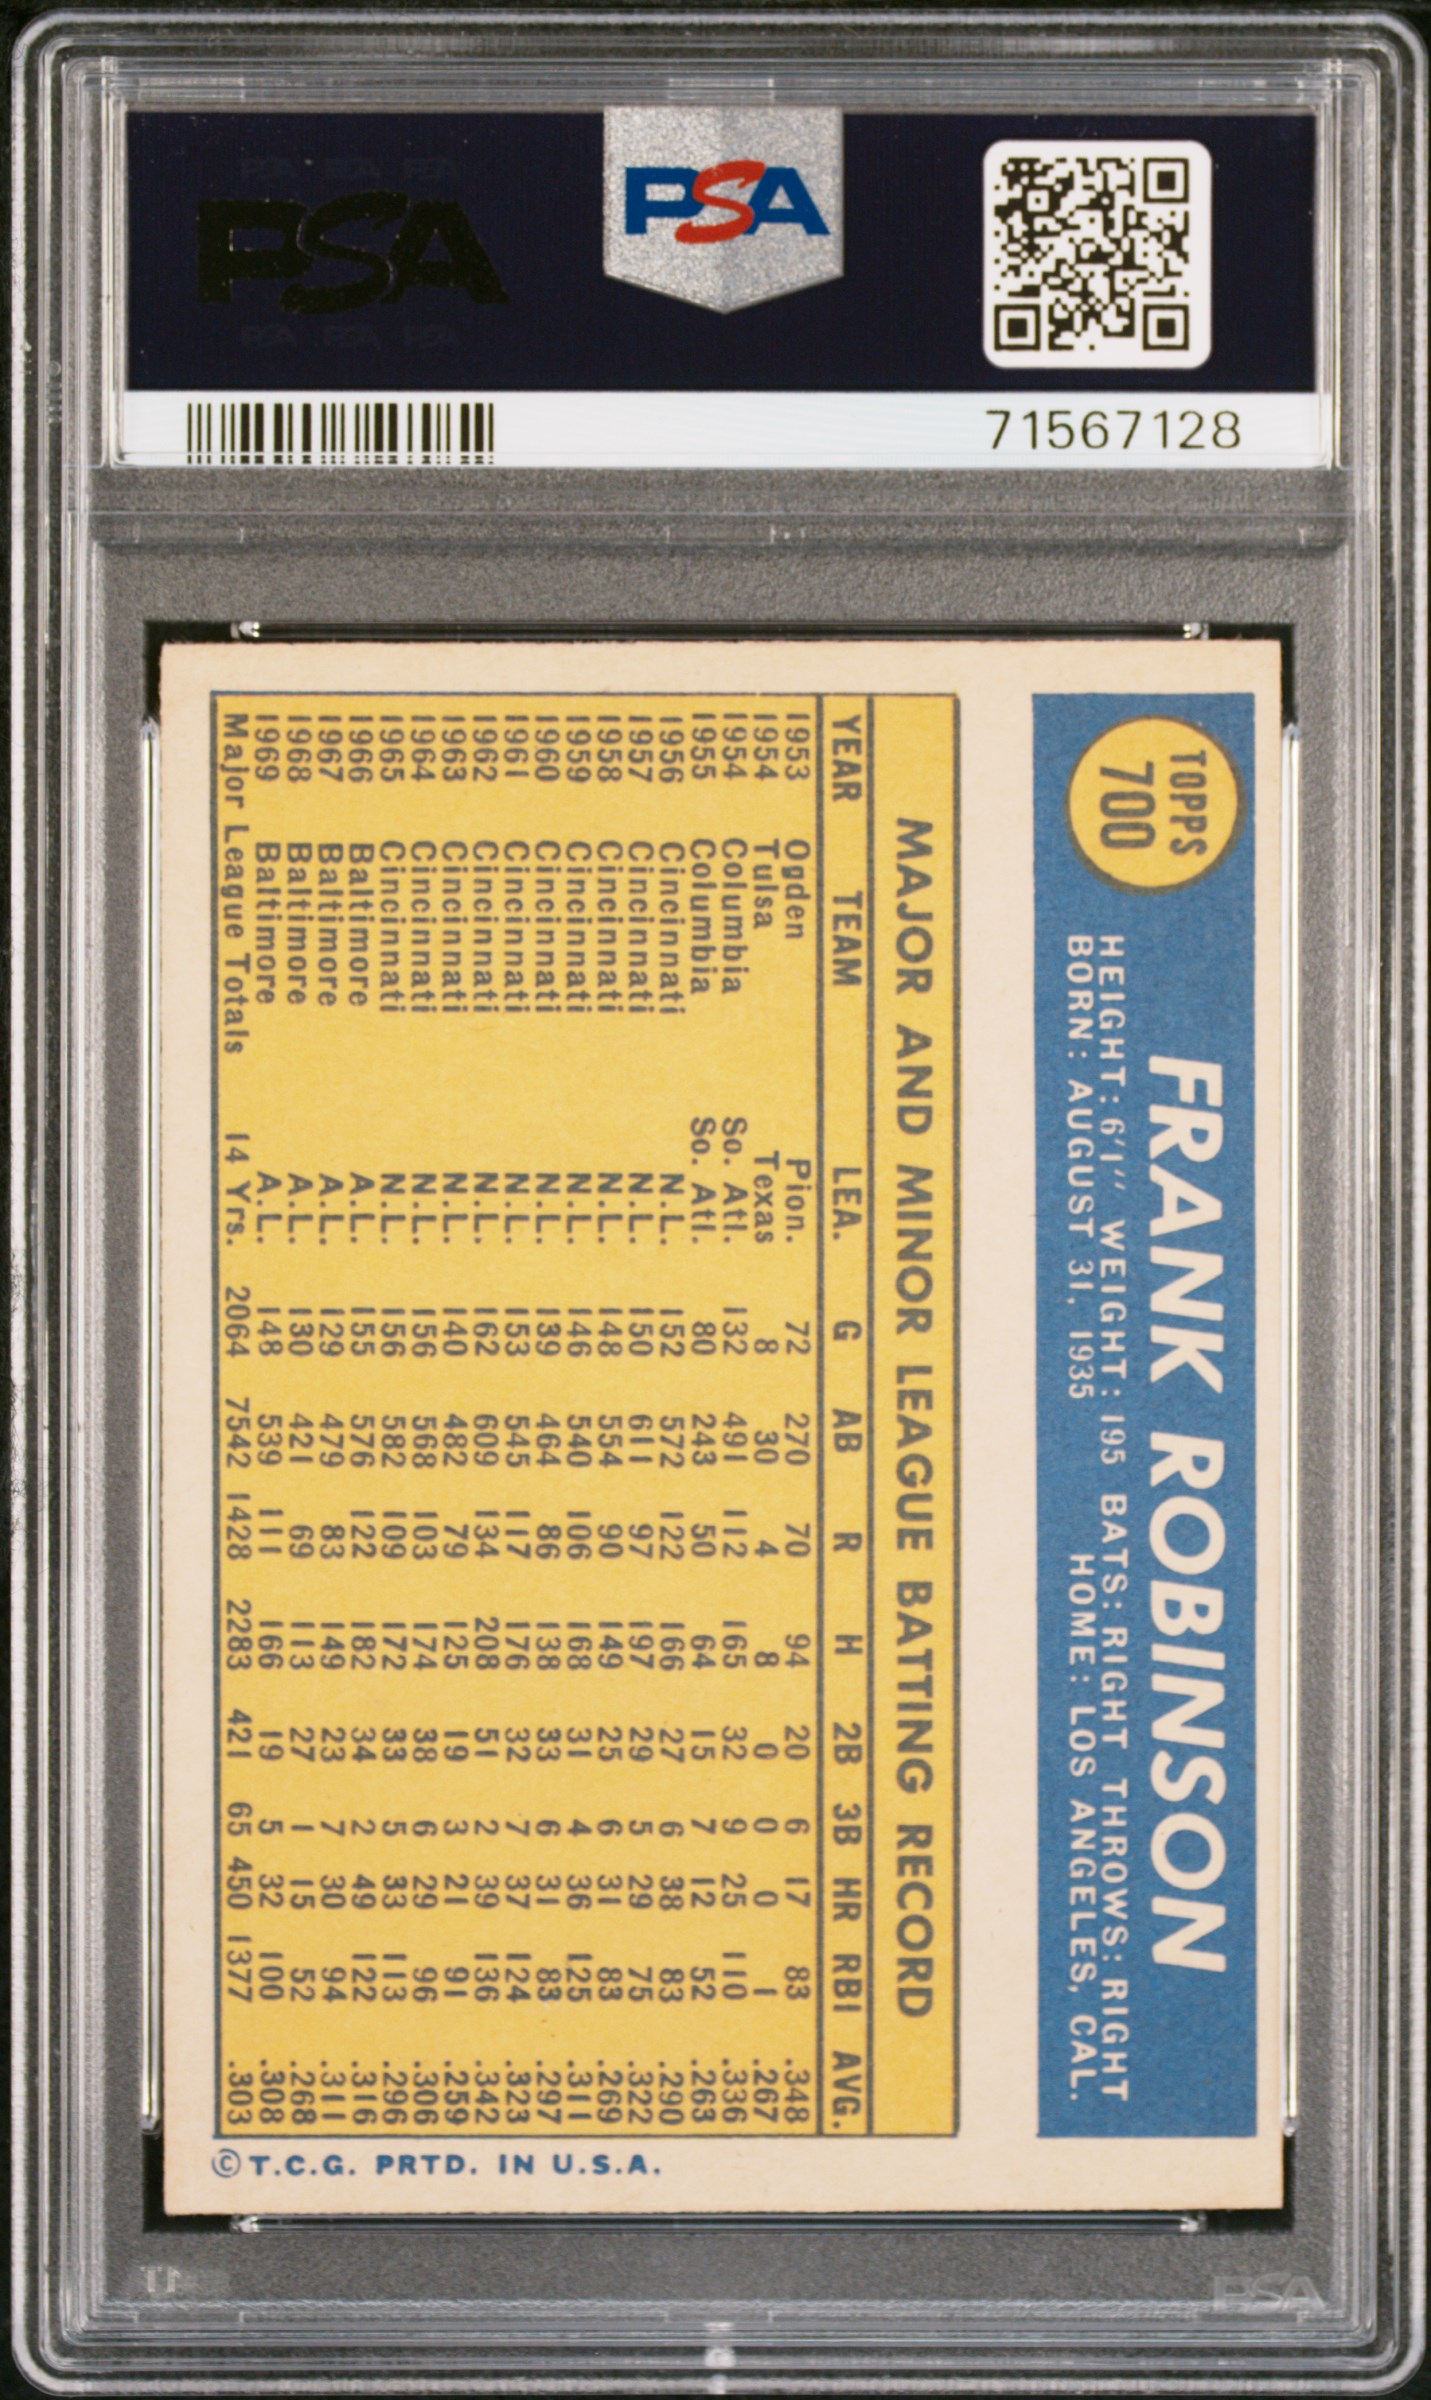 PSA
PSA
71567128
TOPPS
700
FRANK ROBINSON
HEIGHT: 6'1" WEIGHT: 195 BATS: RIGHT THROWS: RIGHT
BORN: AUGUST 31, 1935 HOME: LOS ANGELES, CAL.
MAJOR AND MINOR LEAGUE BATTING RECORD
YEAR TEAM LEA. G AB R H 2B 3B HR RBI AVG.
1953 Ogden Pion. 72 270 70 94 20 6 17 83 .348
1954 Tulsa Texas 8 30 4 8 0 0 0 1 .267
1954 Columbia So. Atl. 132 491 112 165 32 9 25 110 .336
1955 Columbia So. Atl. 80 243 50 64 15 7 12 52 .263
1956 Cincinnati N.L. 152 572 122 166 27 6 38 83 .290
1957 Cincinnati N.L. 150 611 97 197 29 5 29 75 .322
1958 Cincinnati N.L. 148 554 90 149 25 6 31 83 .269
1959 Cincinnati N.L. 146 540 106 168 31 4 36 125 .311
1960 Cincinnati N.L. 139 464 86 138 33 6 31 83 .297
1961 Cincinnati N.L. 153 545 117 176 32 7 37 124 .323
1962 Cincinnati N.L. 162 609 134 208 51 2 39 136 .342
1963 Cincinnati N.L. 140 482 79 125 19 3 21 91 .259
1964 Cincinnati N.L. 156 568 103 174 38 6 29 96 .306
1965 Cincinnati N.L. 156 582 109 172 33 5 33 113 .296
1966 Baltimore A.L. 155 576 122 182 34 2 49 122 .316
1967 Baltimore A.L. 129 479 83 149 23 7 30 94 .311
1968 Baltimore A.L. 130 421 69 113 27 1 15 52 .268
1969 Baltimore A.L. 148 539 111 166 19 5 32 100 .308
Major League Totals 14 Yrs. 2064 7542 1428 2283 421 65 450 1377 .303
©T.C.G. PRTD. IN U.S.A.
PSA